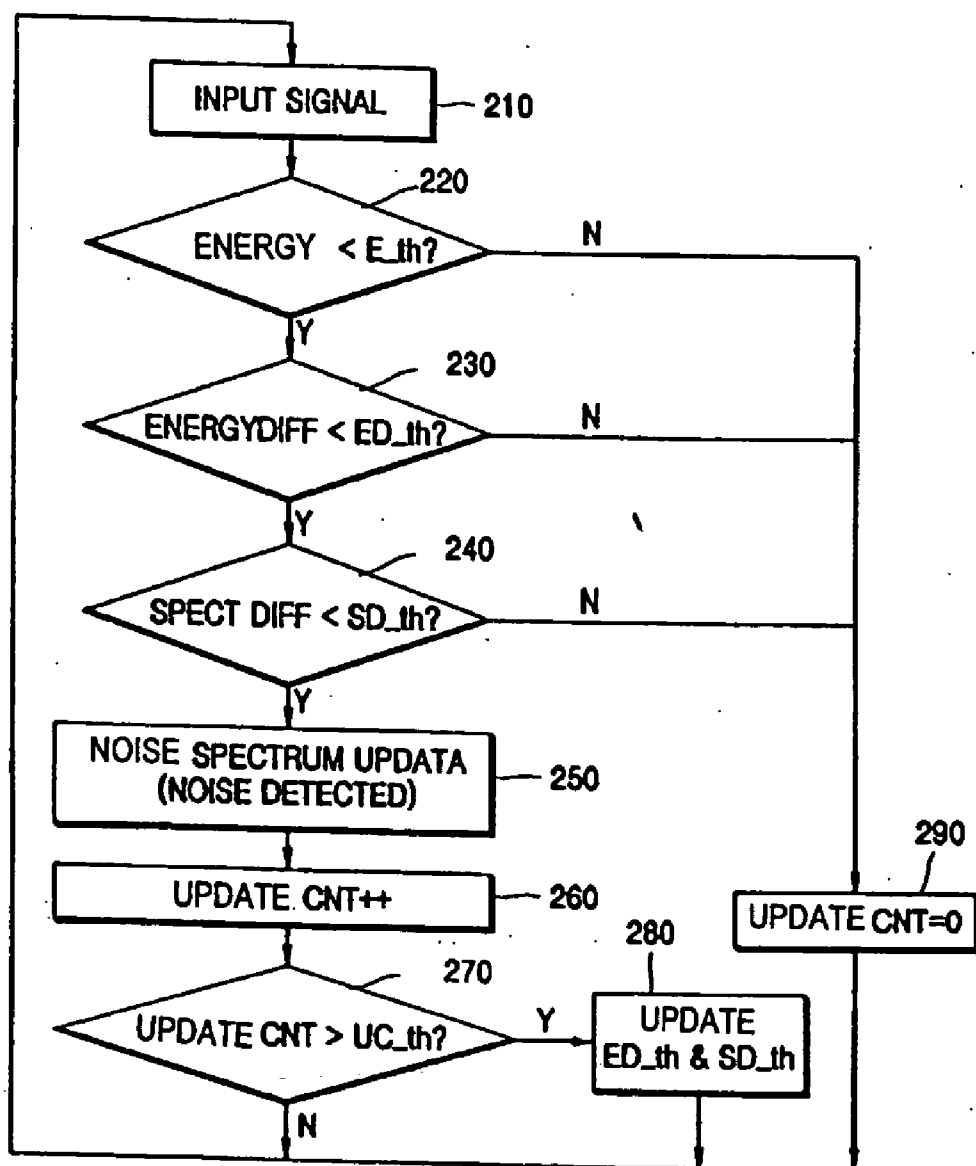 INPUT SIGNAL
210
220
ENERGY < E_th?
N
Y
230
ENERGYDIFF < ED_th?
N
Y
240
SPECT DIFF < SD_th?
N
Y
NOISE SPECTRUM UPDATA
(NOISE DETECTED)
250
290
UPDATE CNT++
260
UPDATE CNT=0
280
270
UPDATE CNT > UC_th?
Y
UPDATE
ED_th & SD_th
N